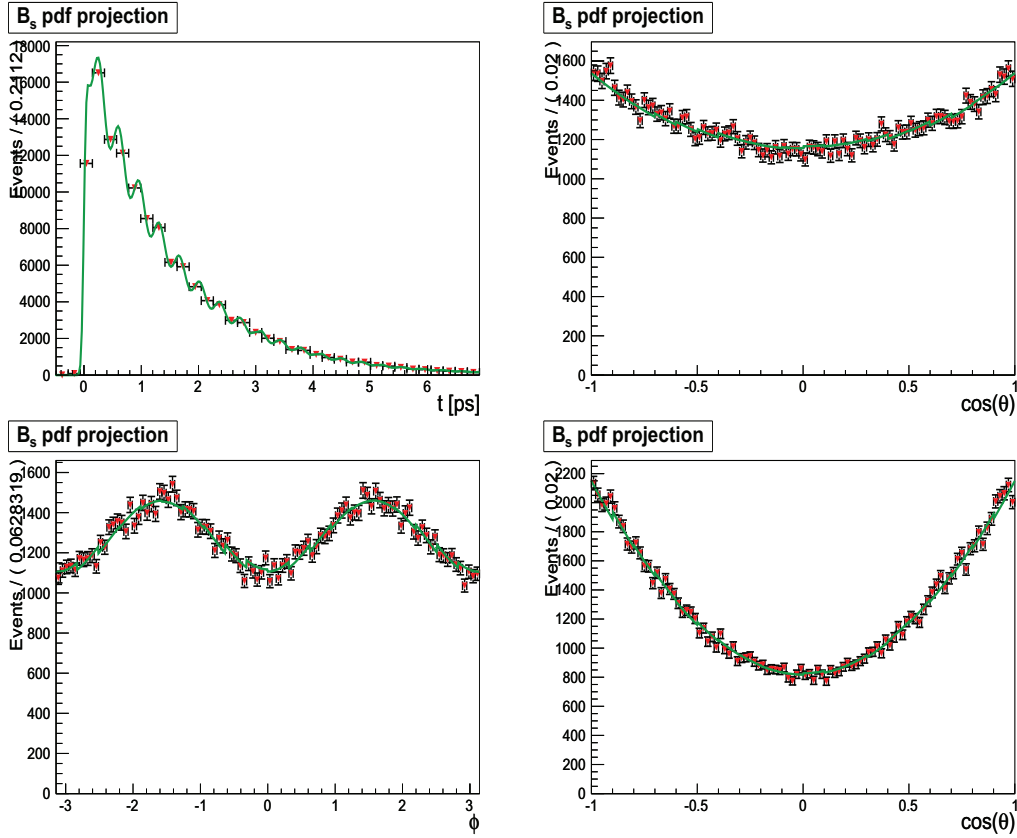 B_s pdf projection
Events / ( 0.2112 )
18000
16000
14000
12000
10000
8000
6000
4000
2000
0
0 1 2 3 4 5 6
t [ps]
B_s pdf projection
Events / ( 0.02 )
1600
1400
1200
1000
800
600
400
200
0
-1 -0.5 0 0.5 1
cos(θ)
B_s pdf projection
Events / ( 0.0628319 )
1600
1400
1200
1000
800
600
400
200
0
-3 -2 -1 0 1 2 3
ϕ
B_s pdf projection
Events / ( 0.02 )
2200
2000
1800
1600
1400
1200
1000
800
600
400
200
0
-1 -0.5 0 0.5 1
cos(θ)